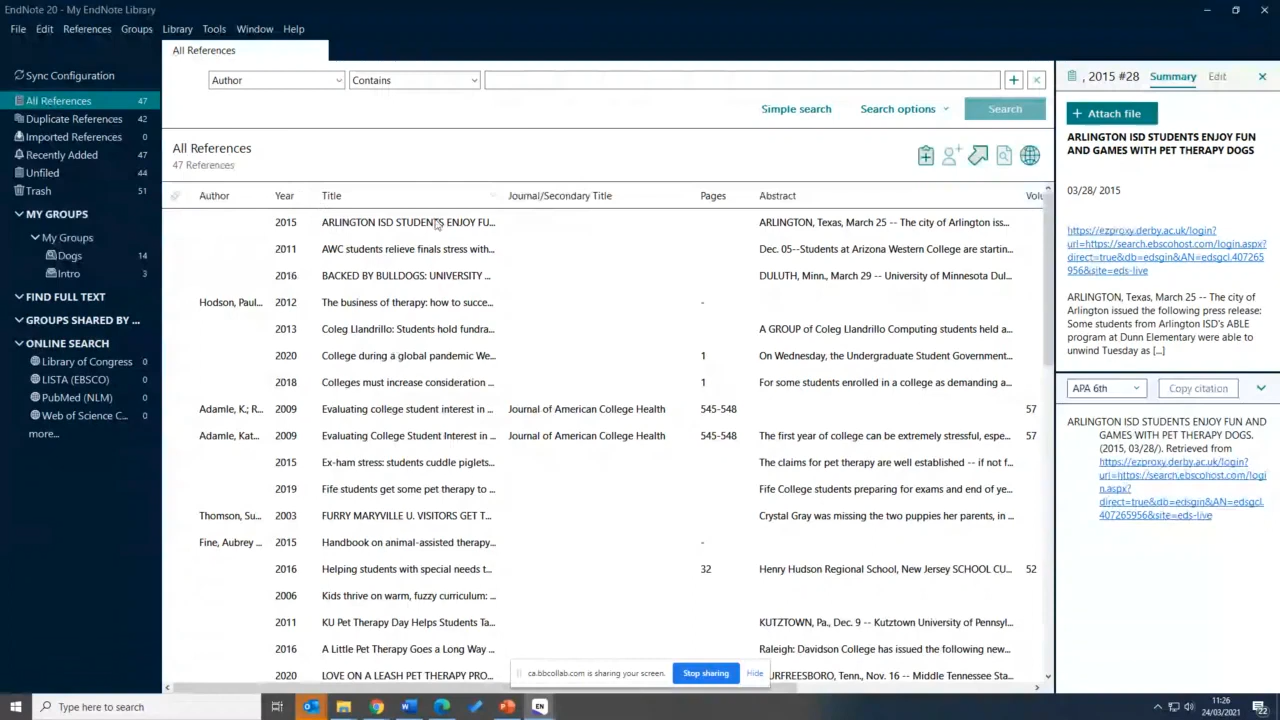 EndNote 20 - My EndNote Library
File Edit References Groups Library Tools Window Help
Sync Configuration
All References 47
Duplicate References 42
Imported References 0
Recently Added 47
Unfiled 44
Trash 51
MY GROUPS
My Groups
Dogs 14
Intro 3
FIND FULL TEXT
GROUPS SHARED BY ...
ONLINE SEARCH
Library of Congress 0
LISTA (EBSCO) 0
PubMed (NLM) 0
Web of Science C... 0
more...
All References
Author Contains
Simple search Search options Search
All References
47 References
Author Year Title Journal/Secondary Title Pages Abstract Volu
2015 ARLINGTON ISD STUDENTS ENJOY FU... ARLINGTON, Texas, March 25 -- The city of Arlington iss...
2011 AWC students relieve finals stress with... Dec. 05--Students at Arizona Western College are startin...
2016 BACKED BY BULLDOGS: UNIVERSITY ... DULUTH, Minn., March 29 -- University of Minnesota Dul...
Hodson, Paul... 2012 The business of therapy: how to succe... -
2013 Coleg Llandrillo: Students hold fundra... A GROUP of Coleg Llandrillo Computing students held a...
2020 College during a global pandemic We... 1 On Wednesday, the Undergraduate Student Government...
2018 Colleges must increase consideration ... 1 For some students enrolled in a college as demanding a...
Adamle, K.; R... 2009 Evaluating college student interest in ... Journal of American College Health 545-548 57
Adamle, Kat... 2009 Evaluating College Student Interest in ... Journal of American College Health 545-548 The first year of college can be extremely stressful, espe... 57
2015 Ex-ham stress: students cuddle piglets... The claims for pet therapy are well established -- if not f...
2019 Fife students get some pet therapy to ... Fife College students preparing for exams and end of ye...
Thomson, Su... 2003 FURRY MARYVILLE U. VISITORS GET T... Crystal Gray was missing the two puppies her parents, in ...
Fine, Aubrey ... 2015 Handbook on animal-assisted therapy... -
2016 Helping students with special needs t... 32 Henry Hudson Regional School, New Jersey SCHOOL CU... 52
2006 Kids thrive on warm, fuzzy curriculum: ...
2011 KU Pet Therapy Day Helps Students Ta... KUTZTOWN, Pa., Dec. 9 -- Kutztown University of Pennsyl...
2016 A Little Pet Therapy Goes a Long Way ... Raleigh: Davidson College has issued the following new...
2020 LOVE ON A LEASH PET THERAPY PRO... URFREESBORO, Tenn., Nov. 16 -- Middle Tennessee Sta...
, 2015 #28 Summary Edit
Attach file
ARLINGTON ISD STUDENTS ENJOY FUN
AND GAMES WITH PET THERAPY DOGS
03/28/ 2015
https://ezproxy.derby.ac.uk/login?
url=https://search.ebscohost.com/login.aspx?
direct=true&db=edsgin&AN=edsgcl.407265
956&site=eds-live
ARLINGTON, Texas, March 25 -- The city of
Arlington issued the following press release:
Some students from Arlington ISD's ABLE
program at Dunn Elementary were able to
unwind Tuesday as [...]
APA 6th Copy citation
ARLINGTON ISD STUDENTS ENJOY FUN AND
GAMES WITH PET THERAPY DOGS.
(2015, 03/28/). Retrieved from
https://ezproxy.derby.ac.uk/login?
url=https://search.ebscohost.com/logi
n.aspx?
direct=true&db=edsgin&AN=edsgcl.
407265956&site=eds-live
ca.bbcollab.com is sharing your screen. Stop sharing Hide
Type here to search
EN
11:26
24/03/2021
22